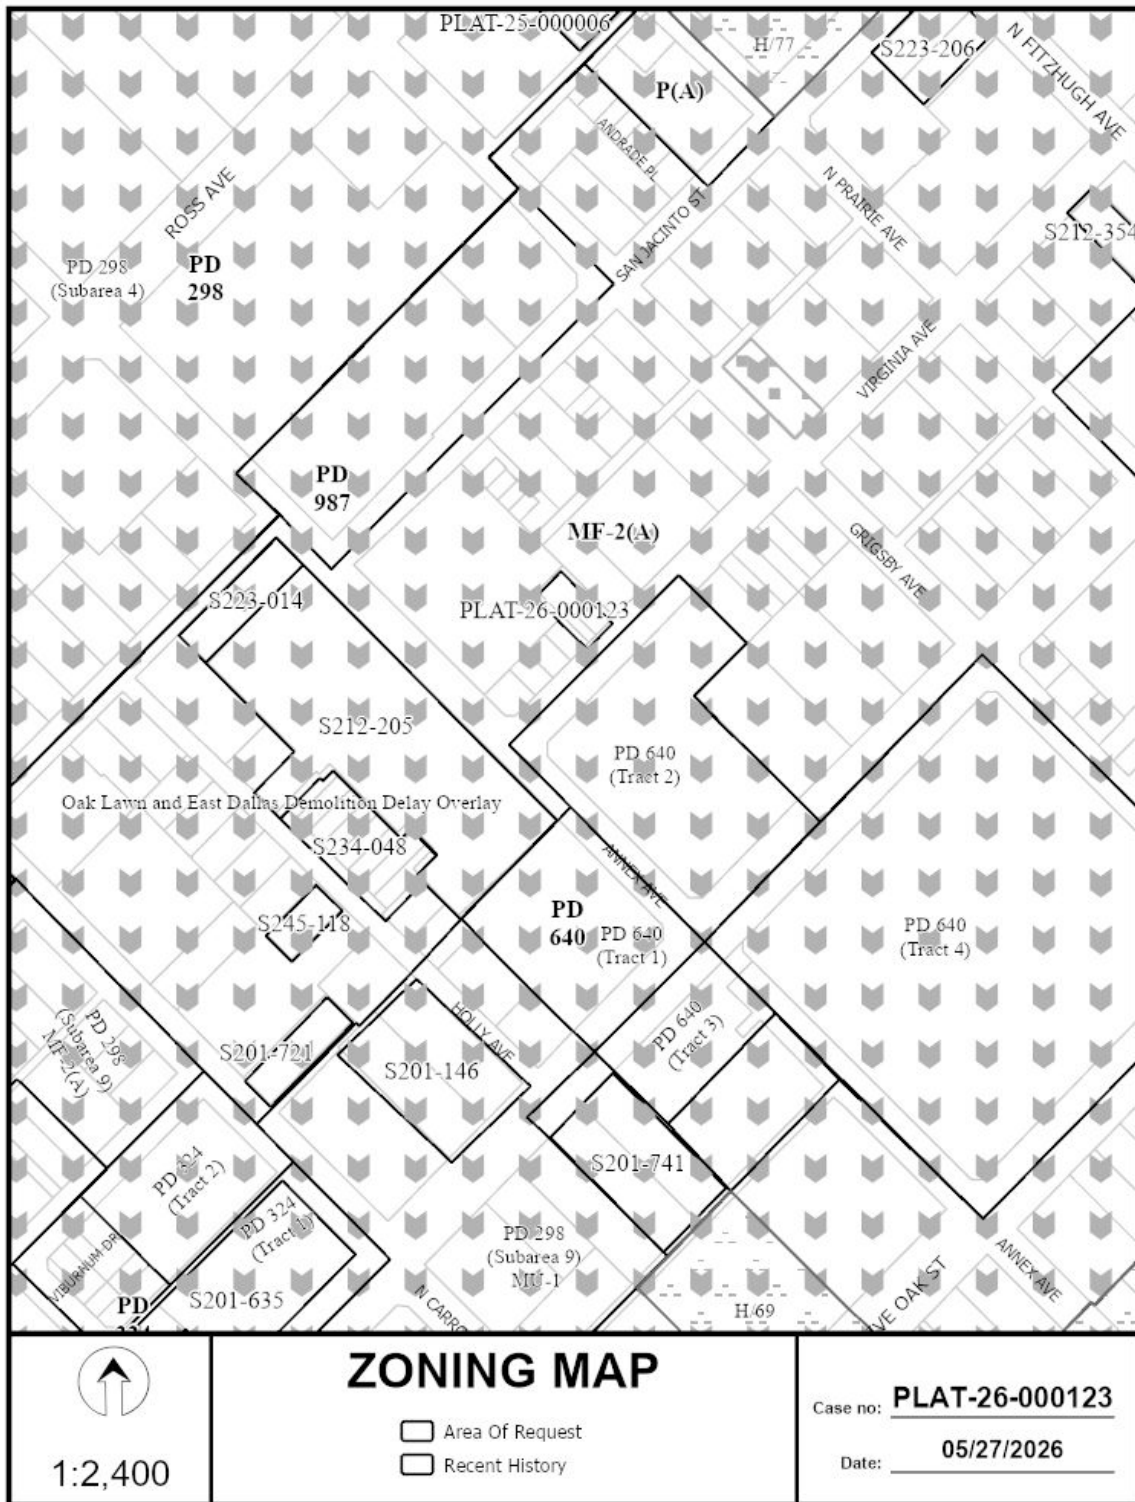 PLAT-25-000006
H/77
S223-206
N FITZHUGH AVE
P(A)
ANDRADE PL
ROSS AVE
N PRAIRIE AVE
SAN JACINTO ST
S212-354
PD 298
(Subarea 4)
PD
298
VIRGINIA AVE
PD
987
MF-2(A)
GRIGSBY AVE
S223-014
PLAT-26-000123
S212-205
PD 640
(Tract 2)
Oak Lawn and East Dallas Demolition Delay Overlay
S234-048
ANNEX AVE
S245-118
PD
640
PD 640
(Tract 1)
PD 640
(Tract 4)
PD 298
(Subarea 9)
MF-2(A)
HOLLY AVE
PD 640
(Tract 3)
S201-721
S201-146
S201-741
PD 324
(Tract 2)
PD 324
(Tract 1)
VIBURNUM DR
PD 298
(Subarea 9)
MU-1
ANNEX AVE
S201-635
PD
N CARRO
H/69
VE OAK ST
1:2,400
ZONING MAP
Area Of Request
Recent History
Case no: PLAT-26-000123
Date: 05/27/2026